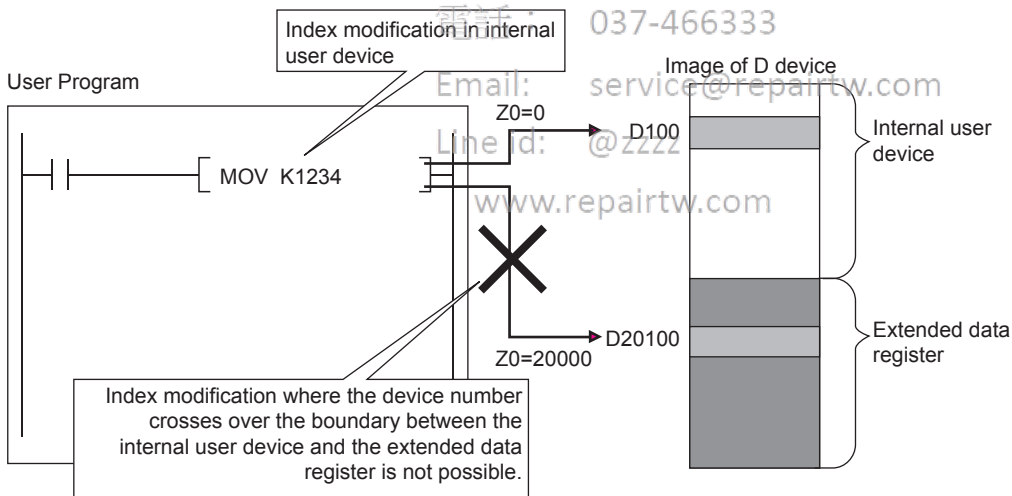 Index modification in internal
user device
電話： 037-466333
Image of D device
User Program
Email: service@repairtw.com
Z0=0
D100
Internal user
device
Line id: @zzzz
MOV K1234
www.repairtw.com
D20100
Extended data
register
Z0=20000
Index modification where the device number
crosses over the boundary between the
internal user device and the extended data
register is not possible.